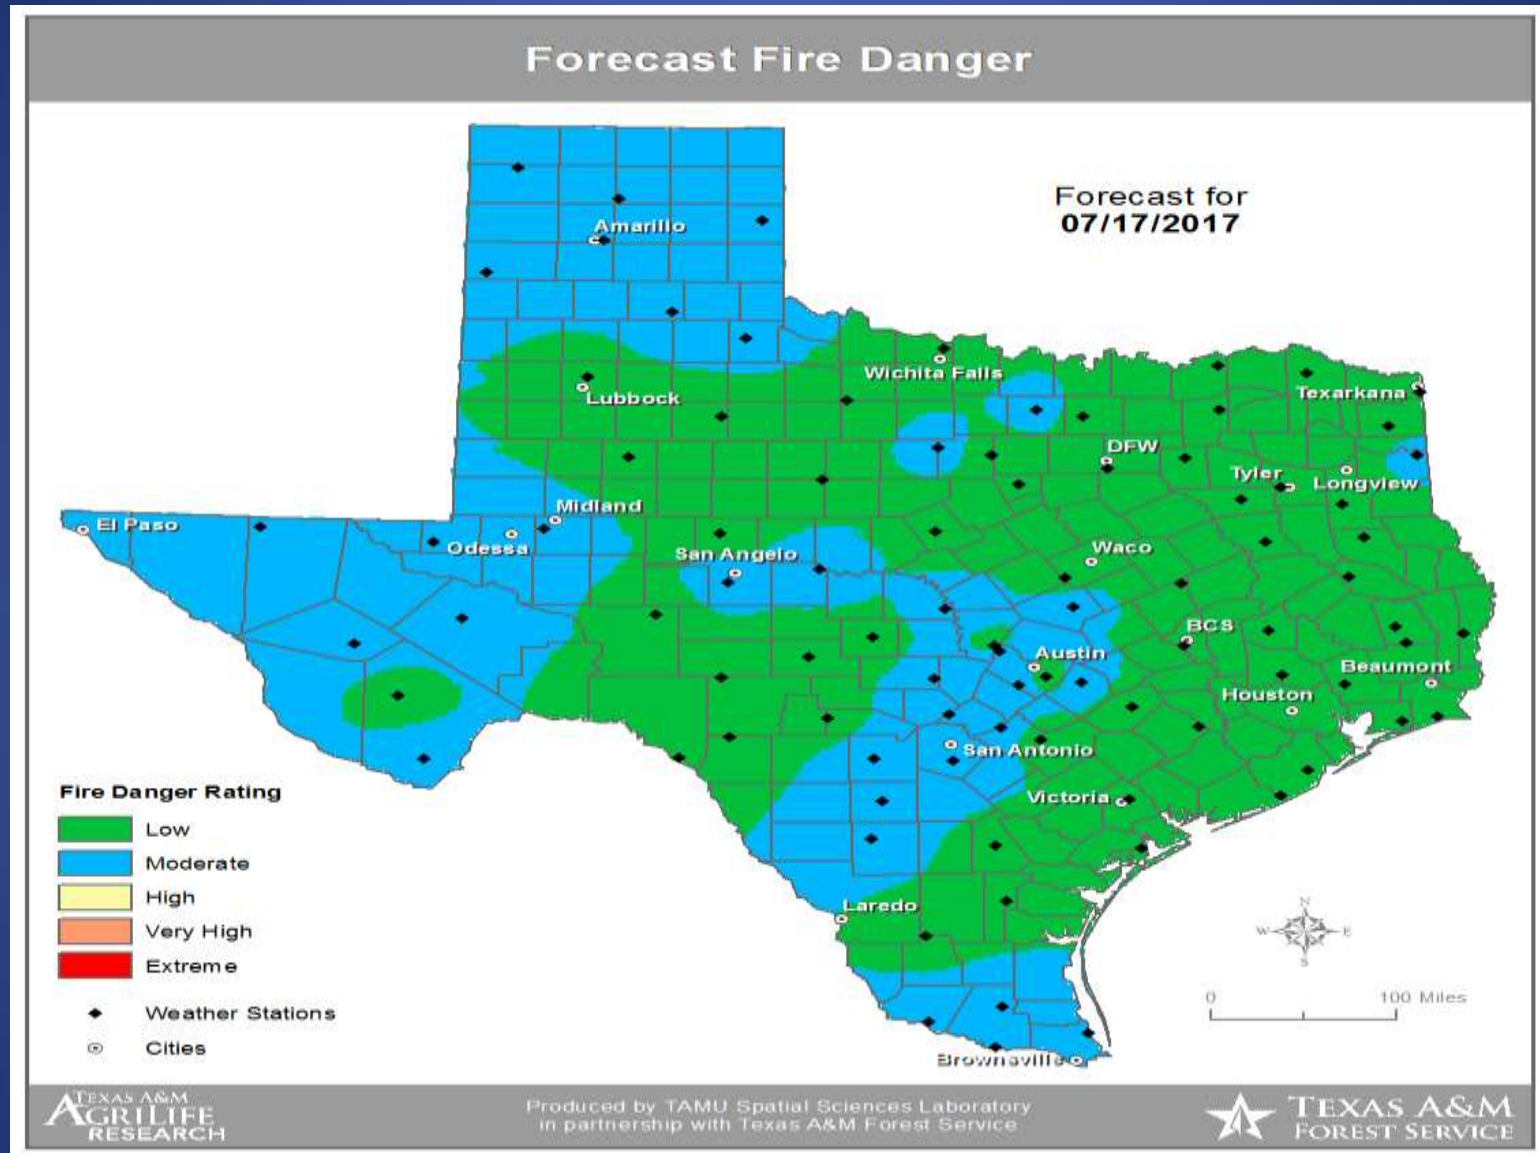 Forecast Fire Danger
Forecast for
07/17/2017
Amarillo
Wichita Falls
Lubbock
Texarkana
DFW
Tyler
Longview
Midland
El Paso
Odessa
San Angelo
Waco
BCS
Austin
Beaumont
Houston
San Antonio
Victoria
Laredo
Brownsville
Fire Danger Rating
Low
Moderate
High
Very High
Extreme
Weather Stations
Cities
N
W E
S
0 100 Miles
TEXAS A&M
AGRILIFE
RESEARCH
Produced by TAMU Spatial Sciences Laboratory
in partnership with Texas A&M Forest Service
TEXAS A&M
FOREST SERVICE